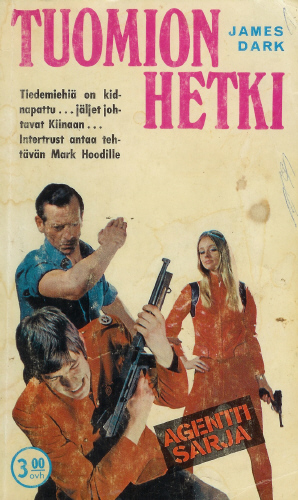 TUOMION
HETKI
JAMES
DARK
Tiedemiehiä on kid-
napattu . . . jäljet joh-
tavat Kiinaan . . .
Intertrust antaa teh-
tävän Mark Hoodille
AGENTTI
SARJA
3.00
ovh